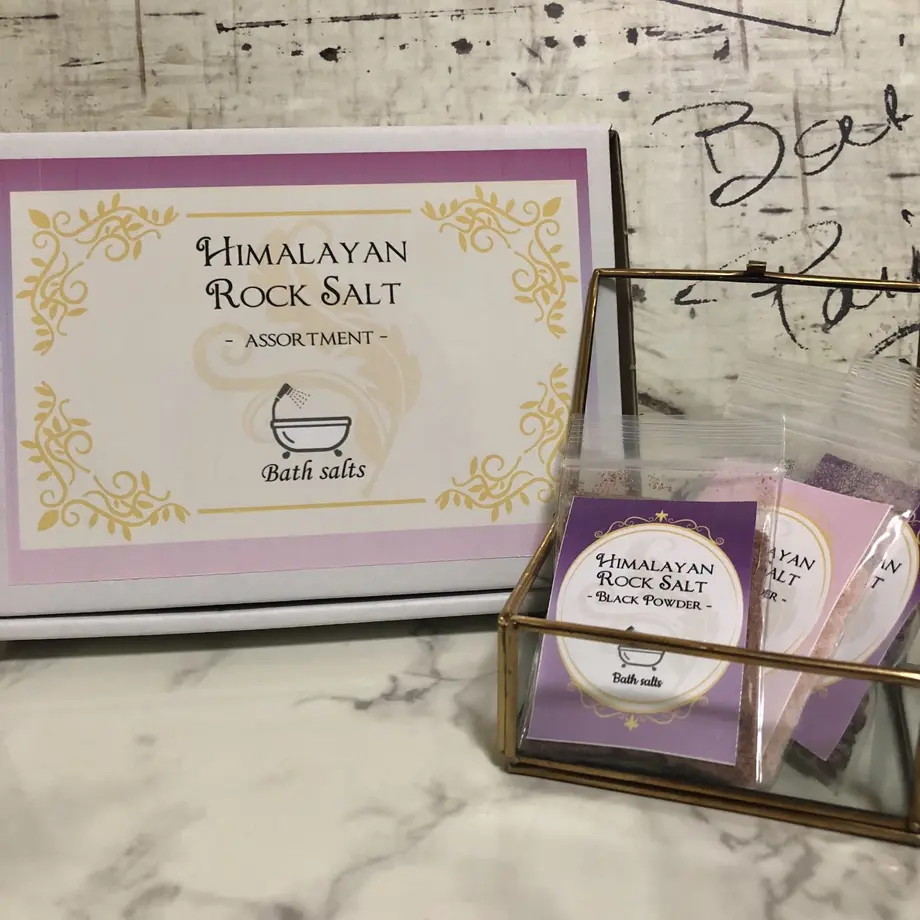 HIMALAYAN
ROCK SALT
- ASSORTMENT -
Bath salts
HIMALAYAN
ROCK SALT
- BLACK POWDER -
Bath salts